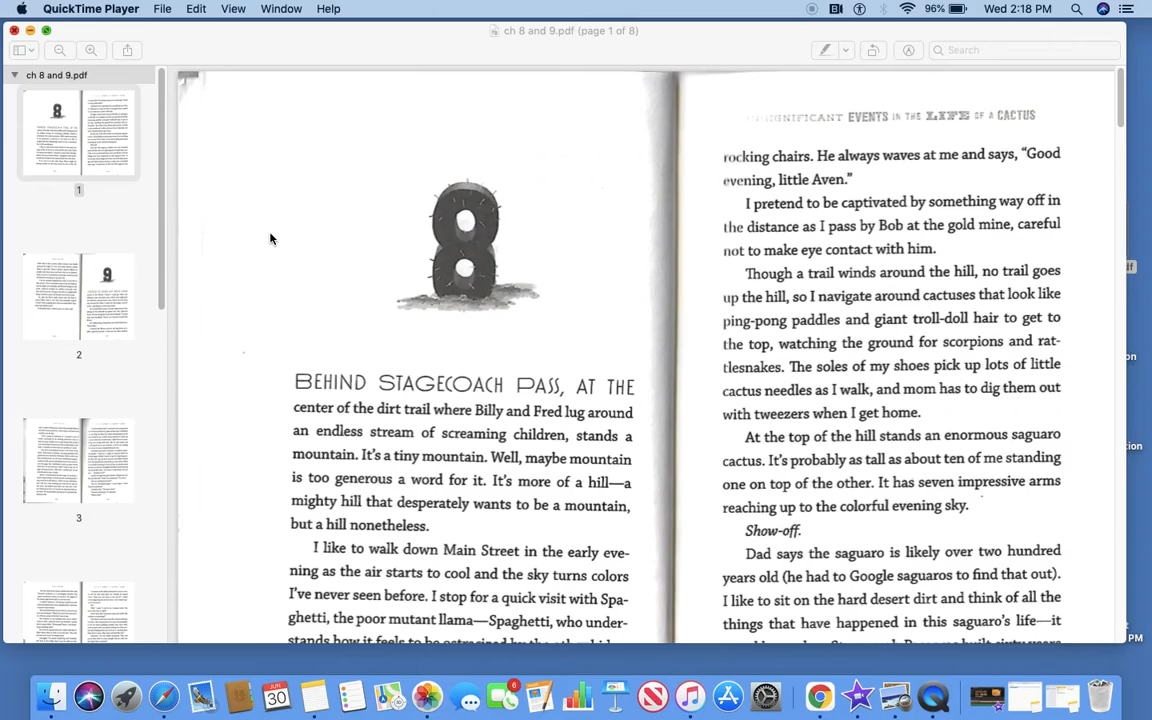 QuickTime Player File Edit View Window Help
96% Wed 2:18 PM
ch 8 and 9.pdf (page 1 of 8)
Search
ch 8 and 9.pdf
1
2
3
8
BEHIND STAGECOACH PASS, AT THE
center of the dirt trail where Billy and Fred lug around
an endless stream of screaming children, stands a
mountain. It's a tiny mountain. Well, maybe mountain
is too generous a word for it. It's more of a hill—a
mighty hill that desperately wants to be a mountain,
but a hill nonetheless.
I like to walk down Main Street in the early eve-
ning as the air starts to cool and the sky turns colors
I've never seen before. I stop for a quick visit with Spa-
ghetti, the poor mutant llama—Spaghetti, who under-
stands how it feels to be ostracized by the other
EVENTS IN THE LIFE OF A CACTUS
rocking chairs. He always waves at me and says, "Good
evening, little Aven."
I pretend to be captivated by something way off in
the distance as I pass by Bob at the gold mine, careful
not to make eye contact with him.
Though a trail winds around the hill, no trail goes
up the hill, so I navigate around cactuses that look like
ping-pong paddles and giant troll-doll hair to get to
the top, watching the ground for scorpions and rat-
tlesnakes. The soles of my shoes pick up lots of little
cactus needles as I walk, and mom has to dig them out
with tweezers when I get home.
At the top of the hill stands an enormous saguaro
cactus. It's probably as tall as about ten of me standing
one on top of the other. It has seven impressive arms
reaching up to the colorful evening sky.
Show-off.
Dad says the saguaro is likely over two hundred
years old (he had to Google saguaros to find that out).
I like to sit on the hard desert dirt and think of all the
things that have happened in this saguaro's life—it
JUN
30
6
PM